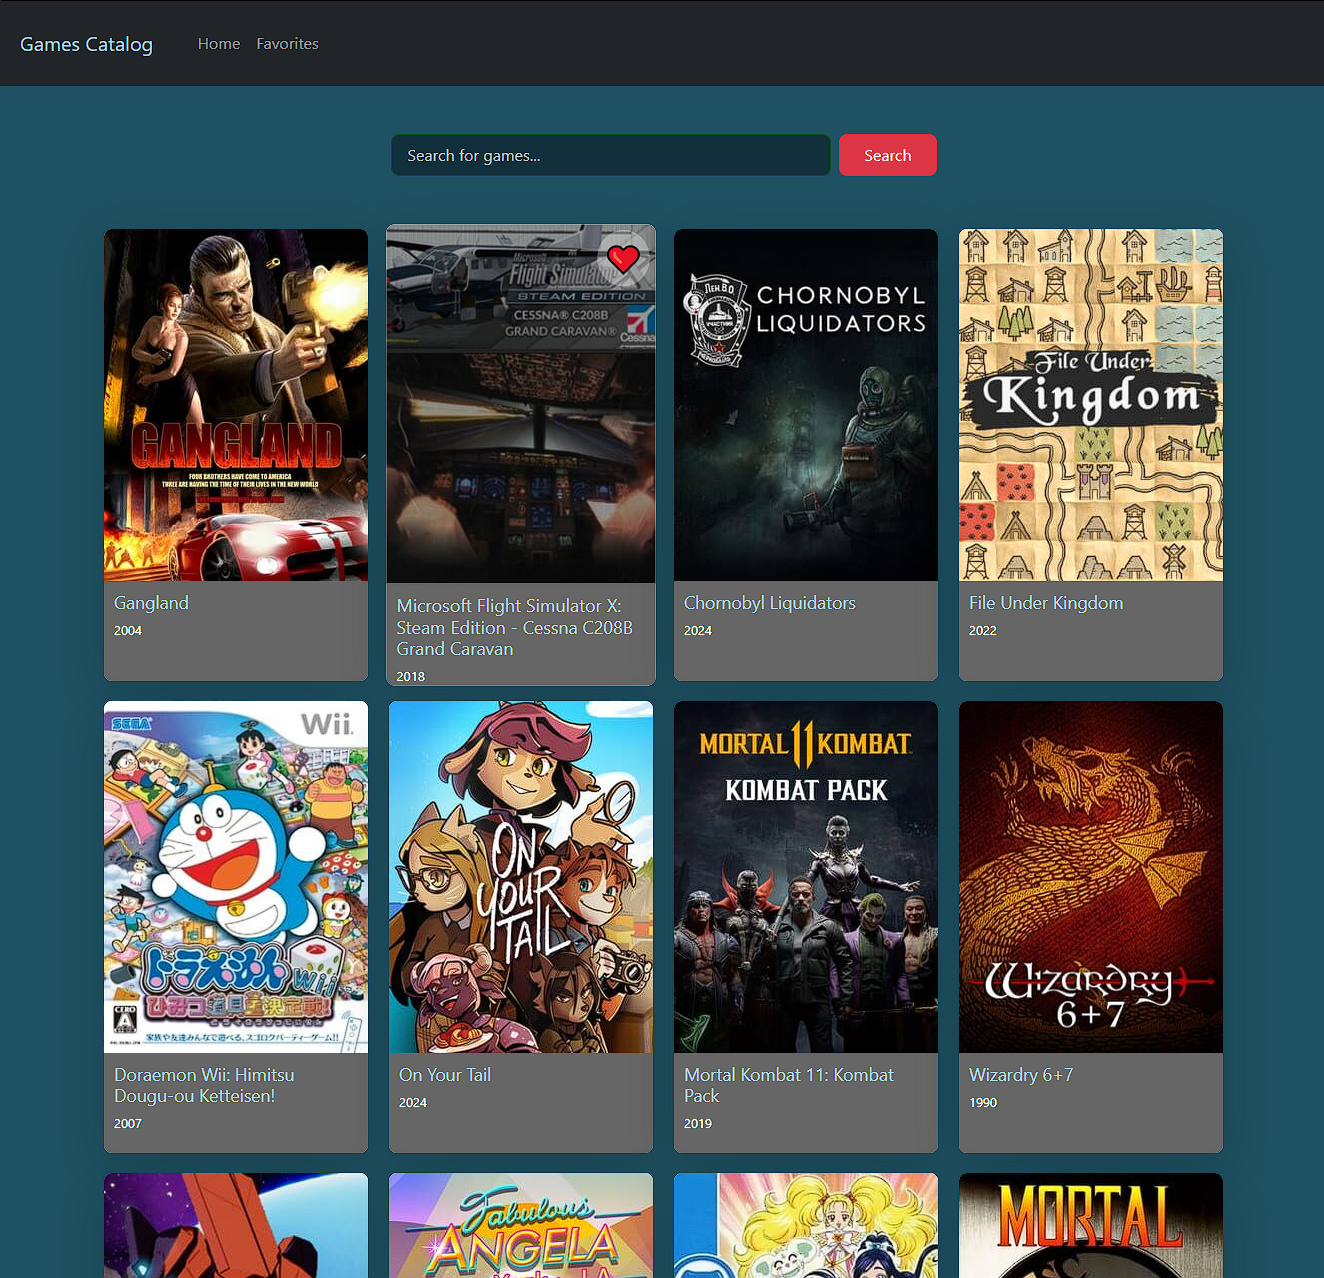 Games Catalog
Home
Favorites
Search for games...
Search
GANGLAND
FOUR BROTHERS HAVE COME TO AMERICA
THREE ARE HAVING THE TIME OF THEIR LIVES IN THE NEW WORLD
Gangland
2004
Microsoft
Flight Simulator X
STEAM EDITION
CESSNA® C208B
GRAND CARAVAN®
Cessna
Microsoft Flight Simulator X:
Steam Edition - Cessna C208B
Grand Caravan
2018
CHORNOBYL
LIQUIDATORS
Chornobyl Liquidators
2024
File Under
Kingdom
File Under Kingdom
2022
SEGA
Wii
ドラえもんWii
ひみつ道具王決定戦!
CERO
A
家族や友達みんなで遊べる、スゴロクパーティーゲーム!!
Doraemon Wii: Himitsu
Dougu-ou Ketteisen!
2007
ON
YOUR
TAIL
On Your Tail
2024
MORTAL 11 KOMBAT
KOMBAT PACK
Mortal Kombat 11: Kombat
Pack
2019
Wizardry
6+7
Wizardry 6+7
1990
Fabulous
ANGELA
MORTAL